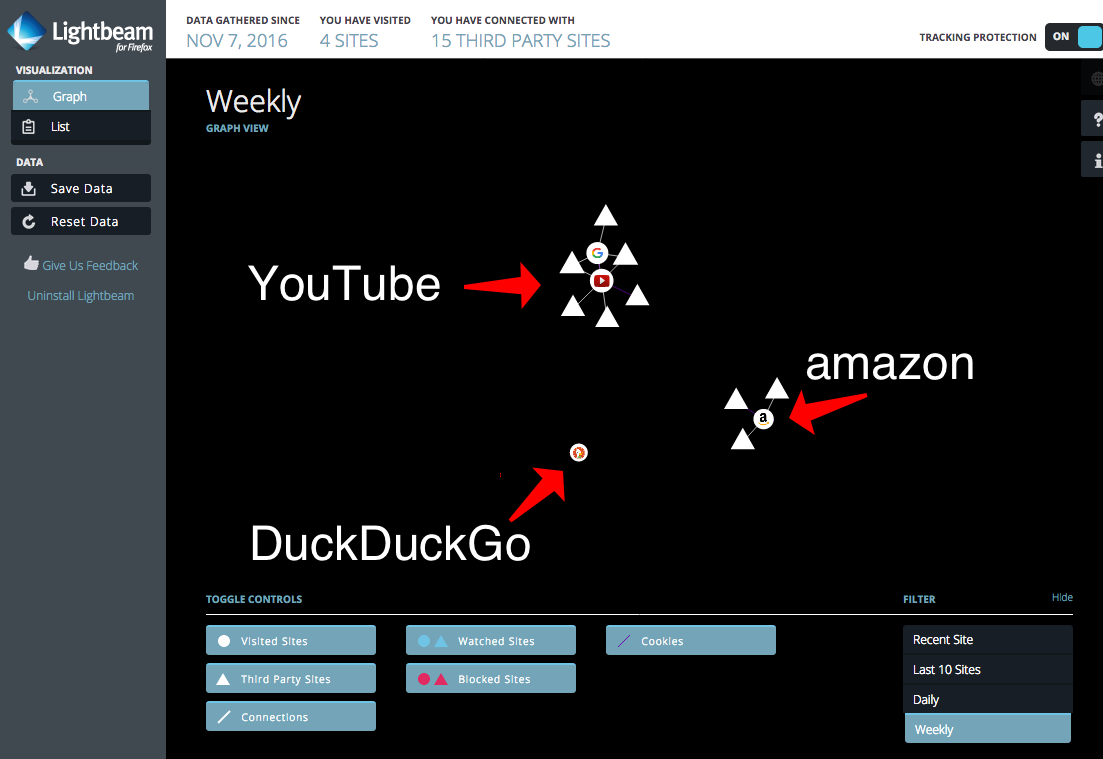 Lightbeam
for Firefox
DATA GATHERED SINCE
NOV 7, 2016
YOU HAVE VISITED
4 SITES
YOU HAVE CONNECTED WITH
15 THIRD PARTY SITES
TRACKING PROTECTION
ON
VISUALIZATION
Graph
List
DATA
Save Data
Reset Data
Give Us Feedback
Uninstall Lightbeam
Weekly
GRAPH VIEW
?
i
G
YouTube
amazon
a
DuckDuckGo
TOGGLE CONTROLS
Visited Sites
Watched Sites
Cookies
Third Party Sites
Blocked Sites
Connections
FILTER
Hide
Recent Site
Last 10 Sites
Daily
Weekly